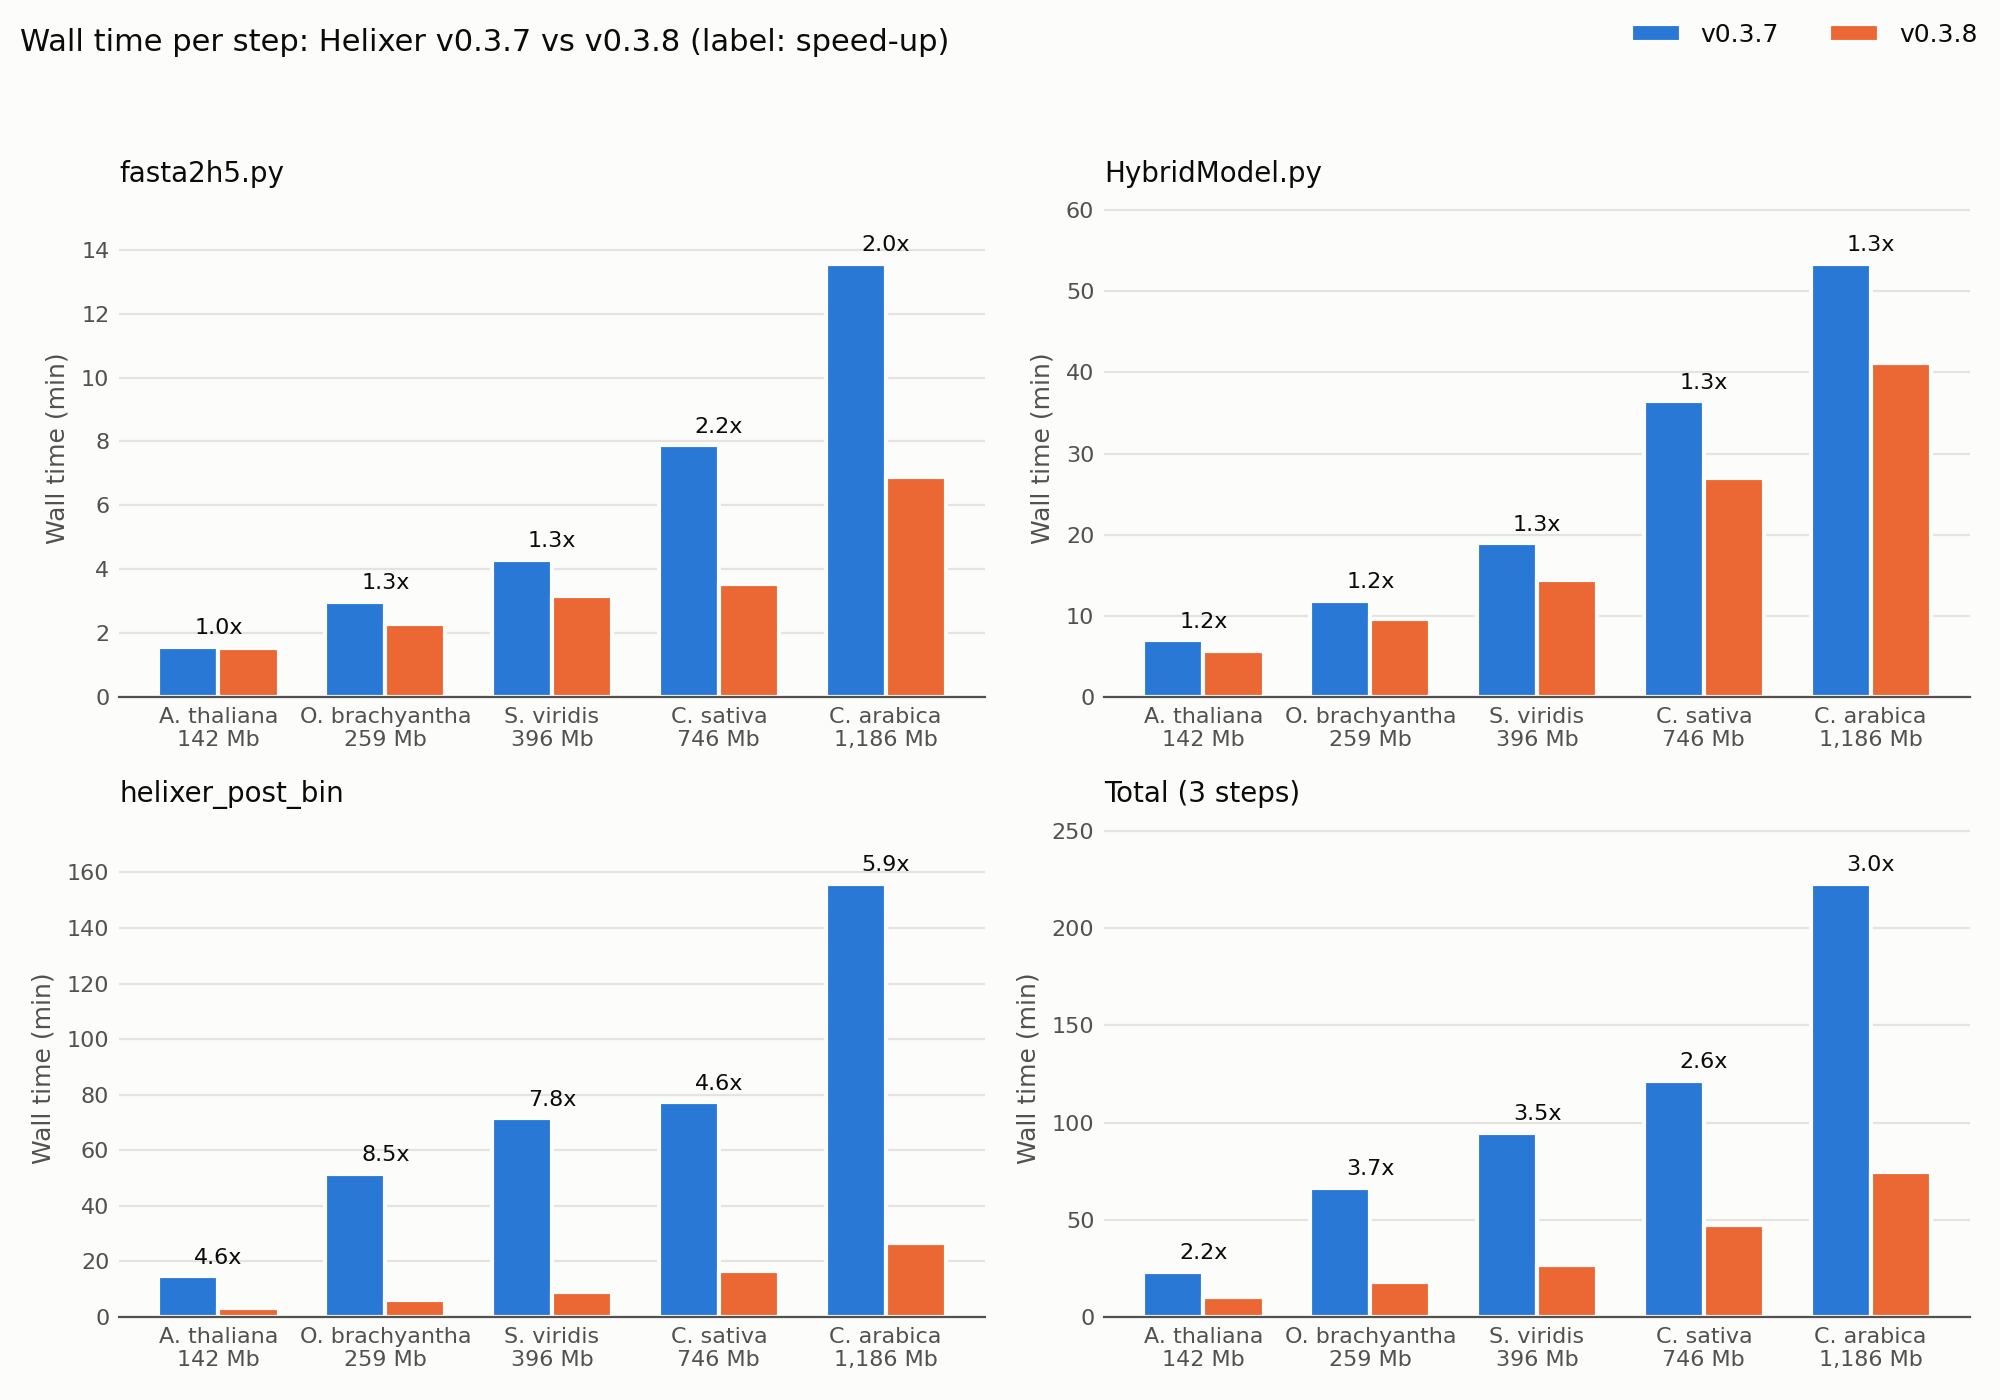 Wall time per step: Helixer v0.3.7 vs v0.3.8 (label: speed-up)
v0.3.7 v0.3.8
fasta2h5.py
Wall time (min)
14
12
10
8
6
4
2
0
1.0x
1.3x
1.3x
2.2x
2.0x
A. thaliana O. brachyantha S. viridis C. sativa C. arabica
142 Mb 259 Mb 396 Mb 746 Mb 1,186 Mb
HybridModel.py
Wall time (min)
60
50
40
30
20
10
0
1.2x
1.2x
1.3x
1.3x
1.3x
A. thaliana O. brachyantha S. viridis C. sativa C. arabica
142 Mb 259 Mb 396 Mb 746 Mb 1,186 Mb
helixer_post_bin
Wall time (min)
160
140
120
100
80
60
40
20
0
4.6x
8.5x
7.8x
4.6x
5.9x
A. thaliana O. brachyantha S. viridis C. sativa C. arabica
142 Mb 259 Mb 396 Mb 746 Mb 1,186 Mb
Total (3 steps)
Wall time (min)
250
200
150
100
50
0
2.2x
3.7x
3.5x
2.6x
3.0x
A. thaliana O. brachyantha S. viridis C. sativa C. arabica
142 Mb 259 Mb 396 Mb 746 Mb 1,186 Mb